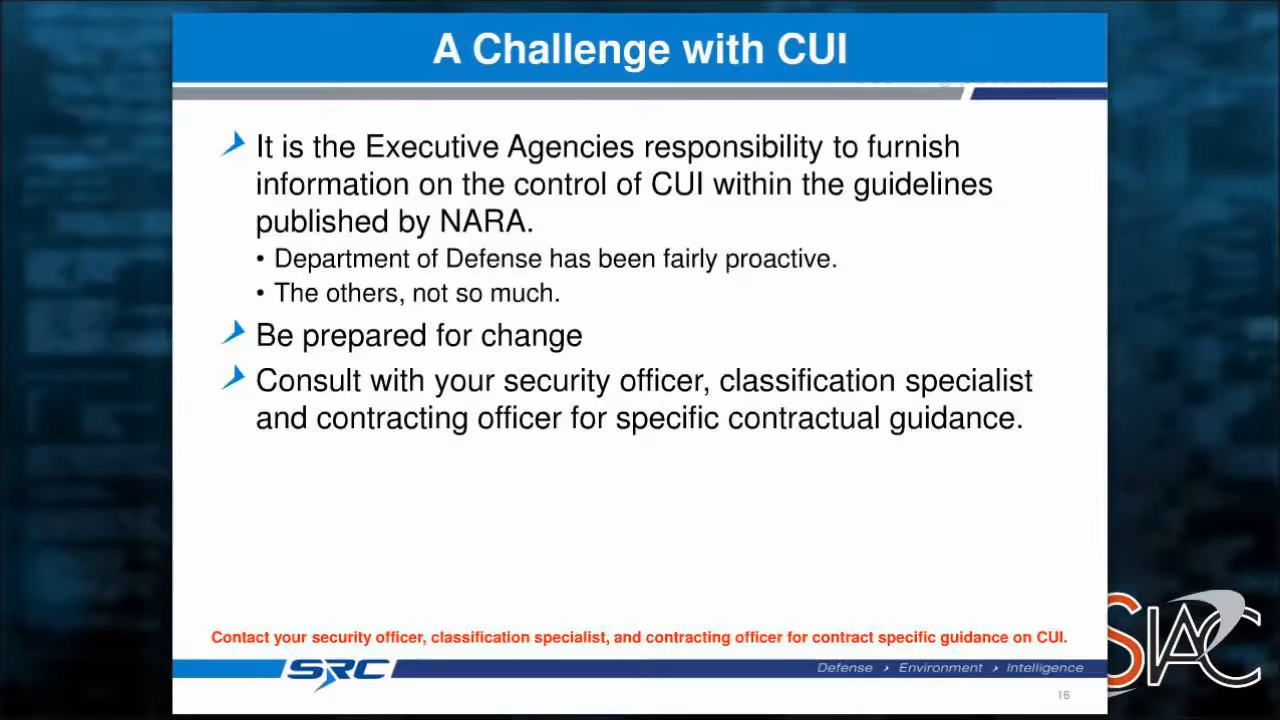 A Challenge with CUI
It is the Executive Agencies responsibility to furnish
information on the control of CUI within the guidelines
published by NARA.
• Department of Defense has been fairly proactive.
• The others, not so much.
Be prepared for change
Consult with your security officer, classification specialist
and contracting officer for specific contractual guidance.
Contact your security officer, classification specialist, and contracting officer for contract specific guidance on CUI.
SRC
Defense › Environment › Intelligence
16
SIAC